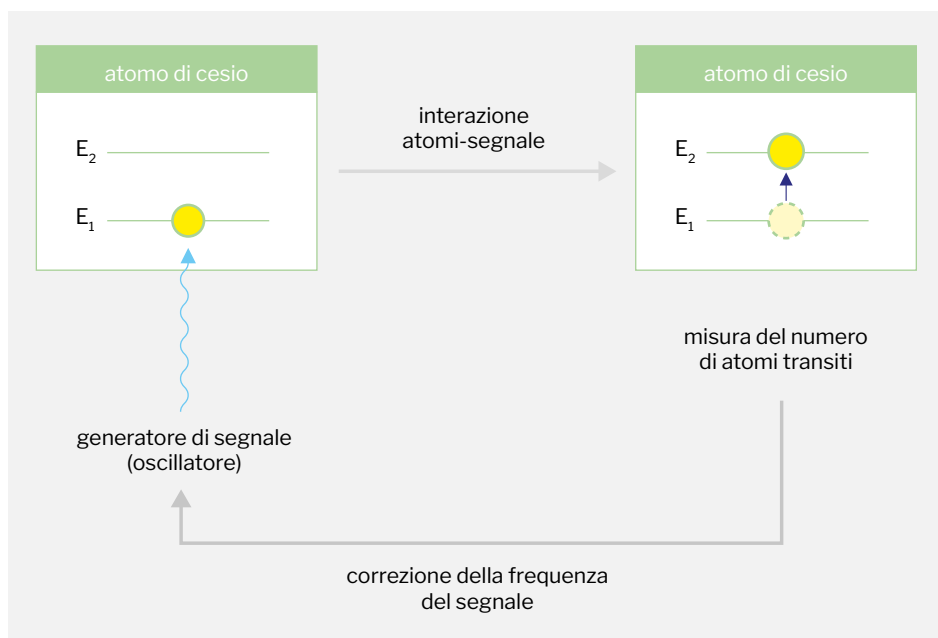 atomo di cesio
E₂
E₁
interazione
atomi-segnale
atomo di cesio
E₂
E₁
misura del numero
di atomi transiti
generatore di segnale
(oscillatore)
correzione della frequenza
del segnale